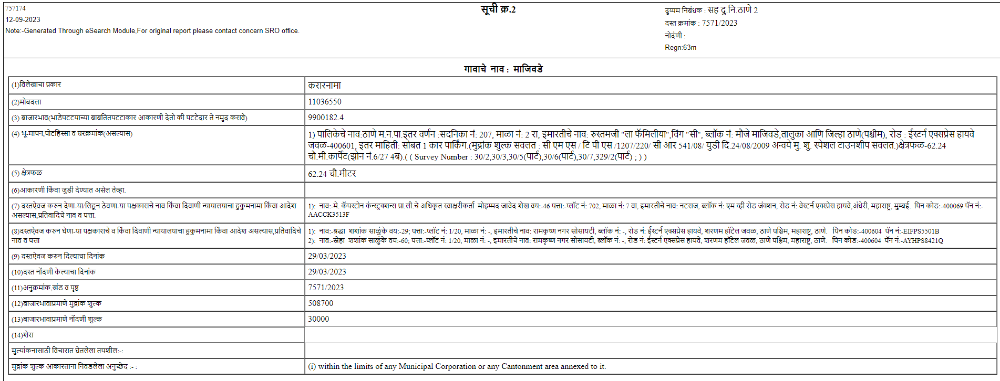 757174
12-09-2023
Note:-Generated Through eSearch Module,For original report please contact concern SRO office.
सूची क्र.2
दुय्यम निबंधक : सह दु.नि.ठाणे 2
दस्त क्रमांक : 7571/2023
नोदंणी :
Regn:63m
गावाचे नाव : माजिवडे
(1)विलेखाचा प्रकार
करारनामा
(2)मोबदला
11036550
(3) बाजारभाव(भाडेपटटयाच्या बाबतितपटटाकार आकारणी देतो की पटटेदार ते नमुद करावे)
9900182.4
(4) भू-मापन,पोटहिस्सा व घरक्रमांक(असल्यास)
1) पालिकेचे नाव:ठाणे म.न.पा.इतर वर्णन :सदनिका नं: 207, माळा नं: 2 रा, इमारतीचे नाव: रुस्तमजी "ला फॅमिलीया",विंग "सी", ब्लॉक नं: मौजे माजिवडे,तालुका आणि जिल्हा ठाणे(पश्चीम), रोड : ईस्टर्न एक्सप्रेस हायवे
जवळ-400601, इतर माहिती: सोबत 1 कार पार्किंग.(मुद्रांक शुल्क सवलत : सी एम एस / टि पी एस /1207/220/ सी आर 541/08/ युडी दि.24/08/2009 अन्वये मु. शु. स्पेशल टाउनशीप सवलत.)क्षेत्रफळ-62.24
चौ.मी.कार्पेट(झोन नं.6/27 4ब).( ( Survey Number : 30/2,30/3,30/5(पार्ट),30/6(पार्ट),30/7,329/2(पार्ट) ; ) )
(5) क्षेत्रफळ
62.24 चौ.मीटर
(6)आकारणी किंवा जुडी देण्यात असेल तेव्हा.
(7) दस्तऐवज करुन देणा-या/लिहून ठेवणा-या पक्षकाराचे नाव किंवा दिवाणी न्यायालयाचा हुकुमनामा किंवा आदेश
असल्यास,प्रतिवादिचे नाव व पत्ता.
1): नाव:-मे. कॅपस्टोन कंन्स्ट्रक्शन्स प्रा.ली.चे अधिकृत स्वाक्षरीकर्ता मोहम्मद जावेद शेख वय:-46 पत्ता:-प्लॉट नं: 702, माळा नं: 7 वा, इमारतीचे नाव: नटराज, ब्लॉक नं: एम व्ही रोड जंक्शन, रोड नं: वेस्टर्न एक्स्प्रेस हायवे,अंधेरी, महाराष्ट्र, मुम्बई. पिन कोड:-400069 पॅन नं:-
AACCK3513F
(8)दस्तऐवज करुन घेणा-या पक्षकाराचे व किंवा दिवाणी न्यायालयाचा हुकुमनामा किंवा आदेश असल्यास,प्रतिवादिचे
नाव व पत्ता
1): नाव:-श्रद्धा शशांक साळुंके वय:-29; पत्ता:-प्लॉट नं: 1/20, माळा नं: -, इमारतीचे नाव: रामकृष्ण नगर सोसायटी, ब्लॉक नं: -, रोड नं: ईस्टर्न एक्सप्रेस हायवे, शरणम हॉटेल जवळ, ठाणे पश्चिम, महाराष्ट्र, ठाणे. पिन कोड:-400604 पॅन नं:-EIFPS5501B
2): नाव:-स्नेहा शशांक साळुंके वय:-60; पत्ता:-प्लॉट नं: 1/20, माळा नं: -, इमारतीचे नाव: रामकृष्ण नगर सोसायटी, ब्लॉक नं: -, रोड नं: ईस्टर्न एक्सप्रेस हायवे, शरणम हॉटेल जवळ, ठाणे पश्चिम, महाराष्ट्र, ठाणे. पिन कोड:-400604 पॅन नं:-AYHPS8421Q
(9) दस्तऐवज करुन दिल्याचा दिनांक
29/03/2023
(10)दस्त नोंदणी केल्याचा दिनांक
29/03/2023
(11)अनुक्रमांक,खंड व पृष्ठ
7571/2023
(12)बाजारभावाप्रमाणे मुद्रांक शुल्क
508700
(13)बाजारभावाप्रमाणे नोंदणी शुल्क
30000
(14)शेरा
मुल्यांकनासाठी विचारात घेतलेला तपशील:-:
मुद्रांक शुल्क आकारताना निवडलेला अनुच्छेद :- :
(i) within the limits of any Municipal Corporation or any Cantonment area annexed to it.